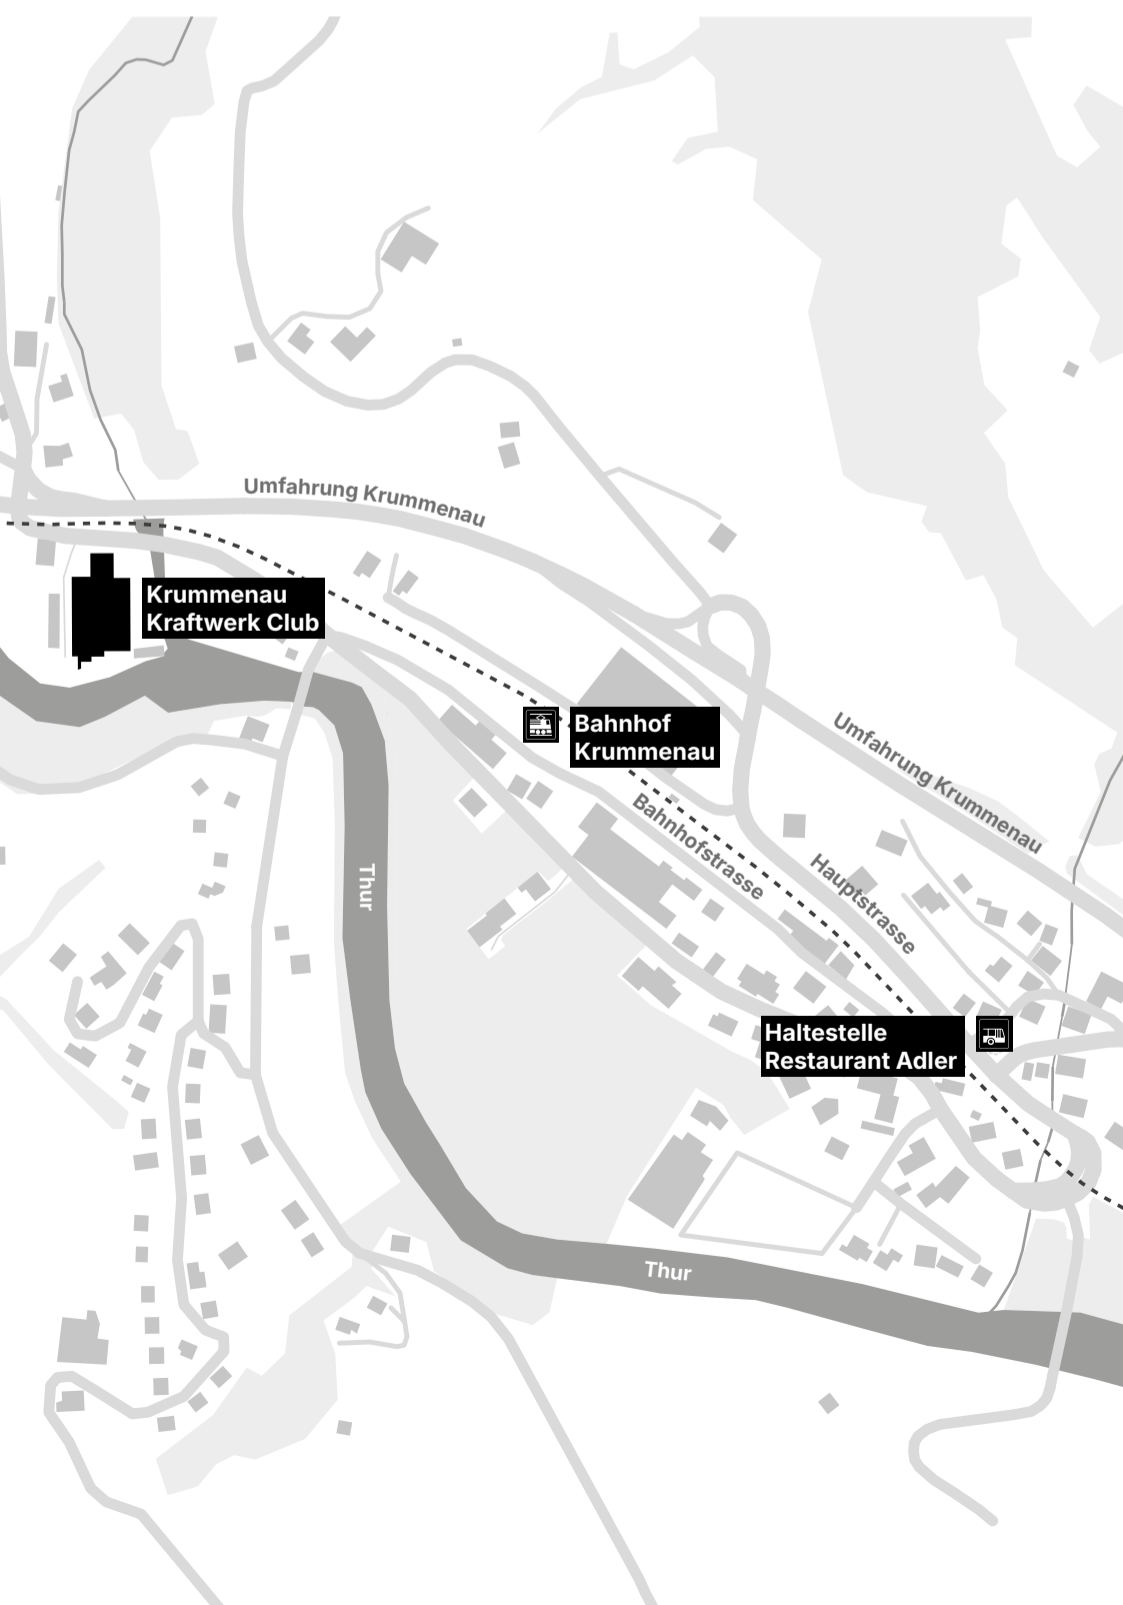 Umfahrung Krummenau
Krummenau
Kraftwerk Club
Bahnhof
Krummenau
Umfahrung Krummenau
Bahnhofstrasse
Hauptstrasse
Thur
Haltestelle
Restaurant Adler
Thur